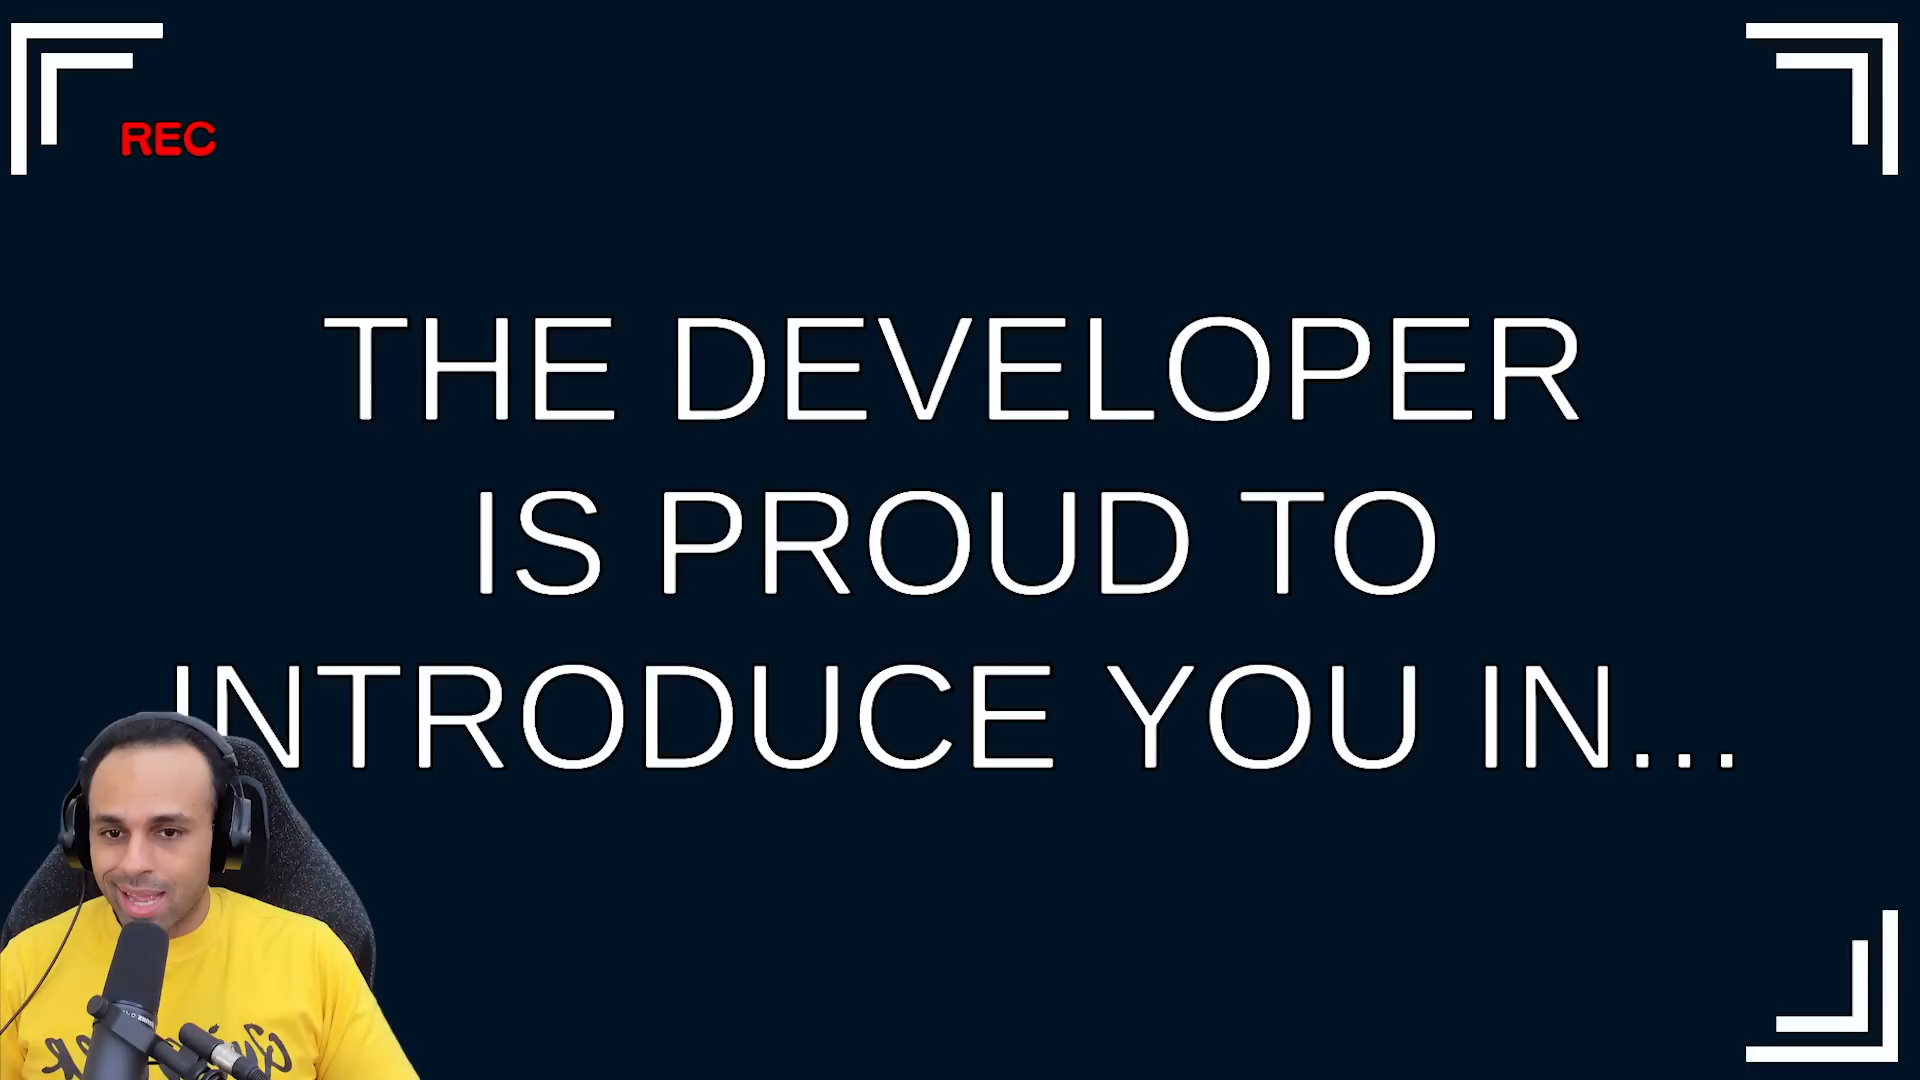 REC
THE DEVELOPER
IS PROUD TO
INTRODUCE YOU IN...